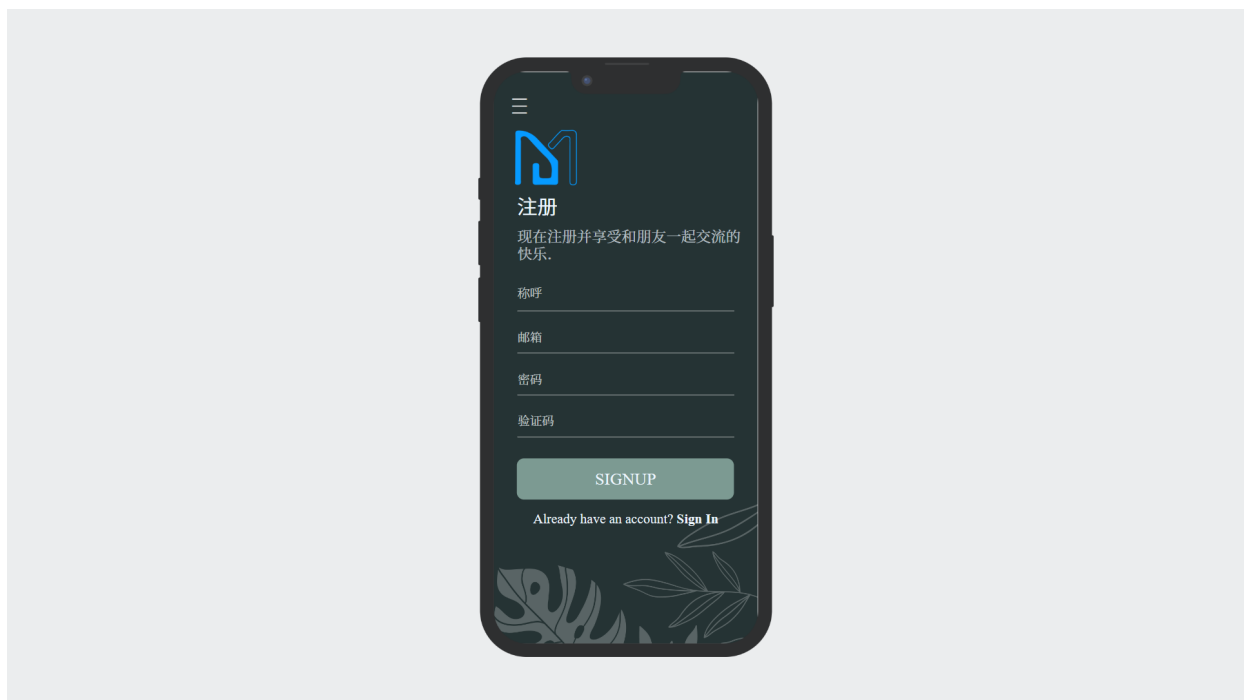 注册
现在注册并享受和朋友一起交流的
快乐.
称呼
邮箱
密码
验证码
SIGNUP
Already have an account? Sign In